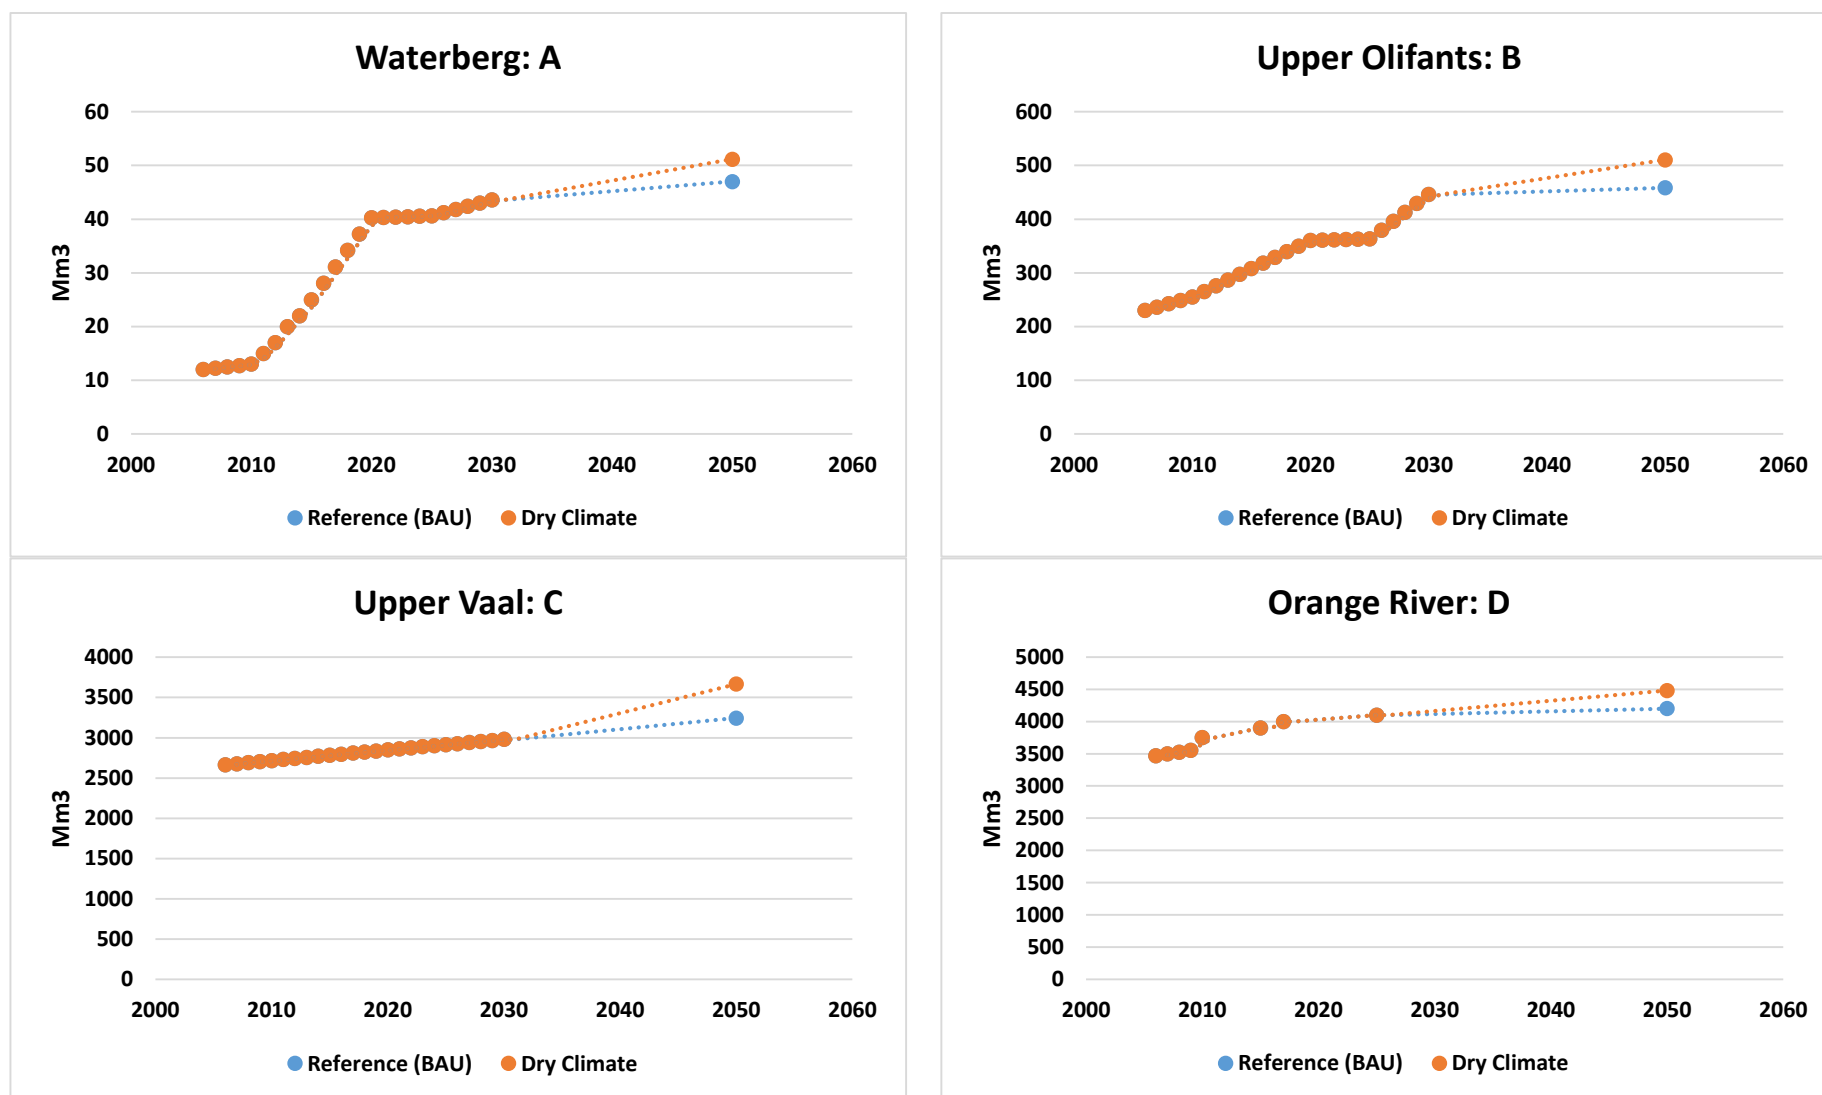 Waterberg: A
60
50
40
30
20
10
0
Mm3
2000 2010 2020 2030 2040 2050 2060
Reference (BAU) Dry Climate
Upper Olifants: B
600
500
400
300
200
100
0
Mm3
2000 2010 2020 2030 2040 2050 2060
Reference (BAU) Dry Climate
Upper Vaal: C
4000
3500
3000
2500
2000
1500
1000
500
0
Mm3
2000 2010 2020 2030 2040 2050 2060
Reference (BAU) Dry Climate
Orange River: D
5000
4500
4000
3500
3000
2500
2000
1500
1000
500
0
Mm3
2000 2010 2020 2030 2040 2050 2060
Reference (BAU) Dry Climate